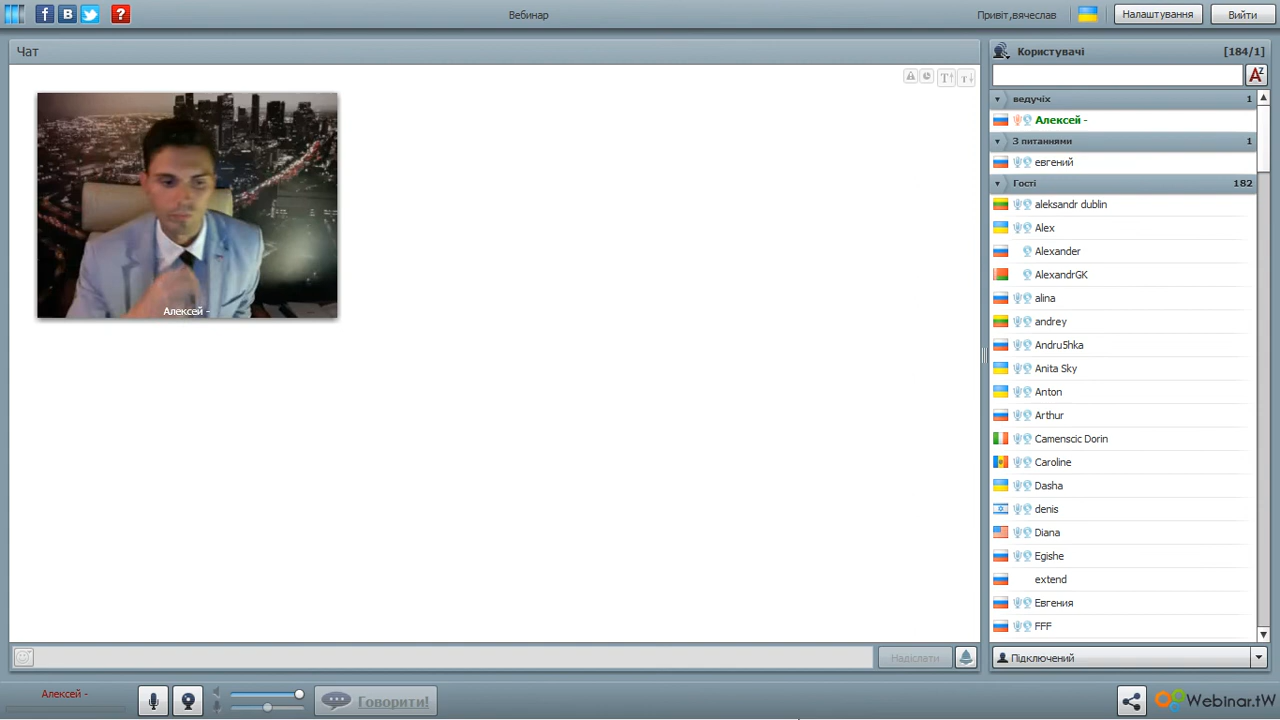 f B ?
Вебинар
Привіт,вячеслав
Налаштування
Вийти
Чат
T T
Алексей -
Користувачі [184/1]
AZ
ведучіх 1
Алексей -
З питаннями 1
евгений
Гості 182
aleksandr dublin
Alex
Alexander
AlexandrGK
alina
andrey
Andru5hka
Anita Sky
Anton
Arthur
Camenscic Dorin
Caroline
Dasha
denis
Diana
Egishe
extend
Евгения
FFF
Надіслати
Підключений
Алексей -
Говорити!
Webinar.tW